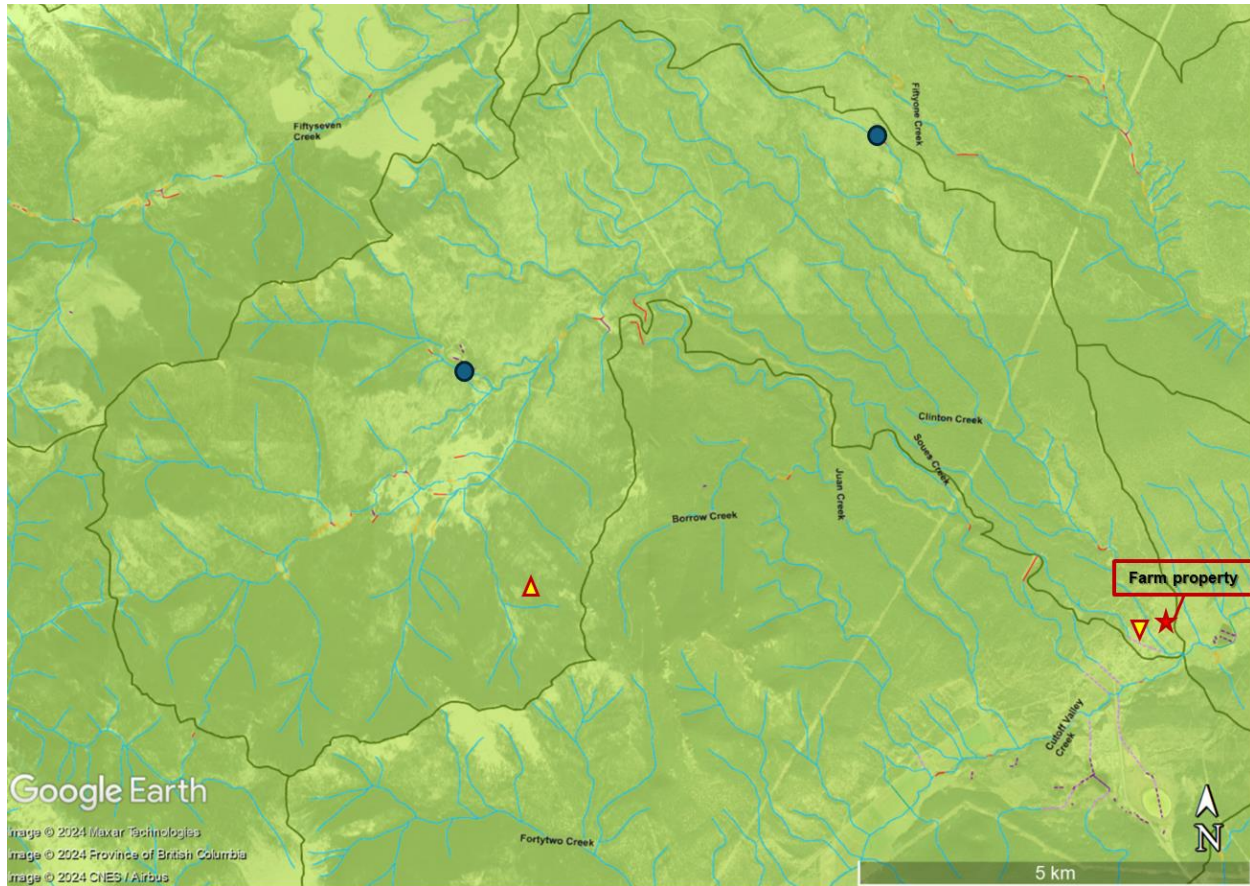 Fiftyone Creek
Fiftyseven
Creek
Clinton Creek
Soues Creek
Juan Creek
Borrow Creek
Farm property
Cutoff Valley
Creek
Fortytwo Creek
Google Earth
Image © 2024 Maxar Technologies
Image © 2024 Province of British Columbia
Image © 2024 CNES / Airbus
N
5 km